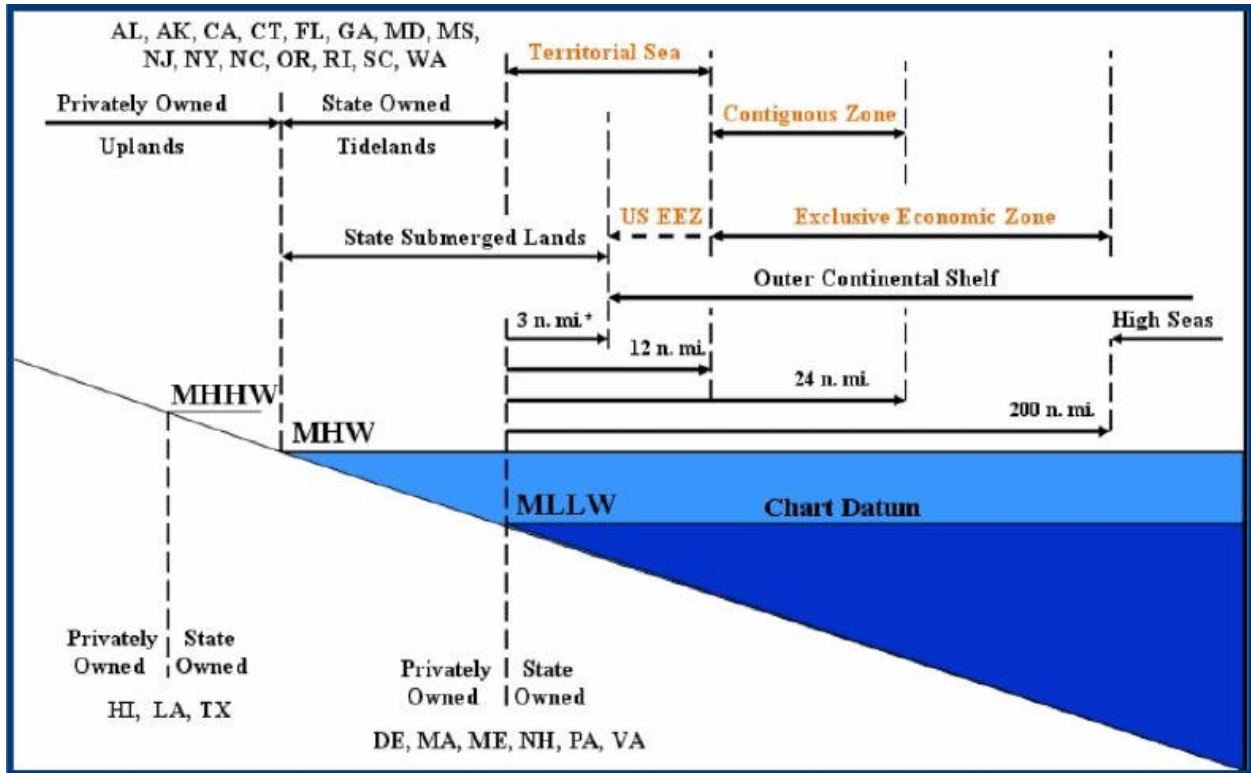 AL, AK, CA, CT, FL, GA, MD, MS,
NJ, NY, NC, OR, RI, SC, WA
Territorial Sea
Privately Owned
State Owned
Contiguous Zone
Uplands
Tidelands
US EEZ
Exclusive Economic Zone
State Submerged Lands
Outer Continental Shelf
3 n. mi.*
High Seas
12 n. mi.
24 n. mi.
200 n. mi.
MHHW
MHW
MLLW
Chart Datum
Privately
Owned
State
Owned
HI, LA, TX
Privately
Owned
State
Owned
DE, MA, ME, NH, PA, VA